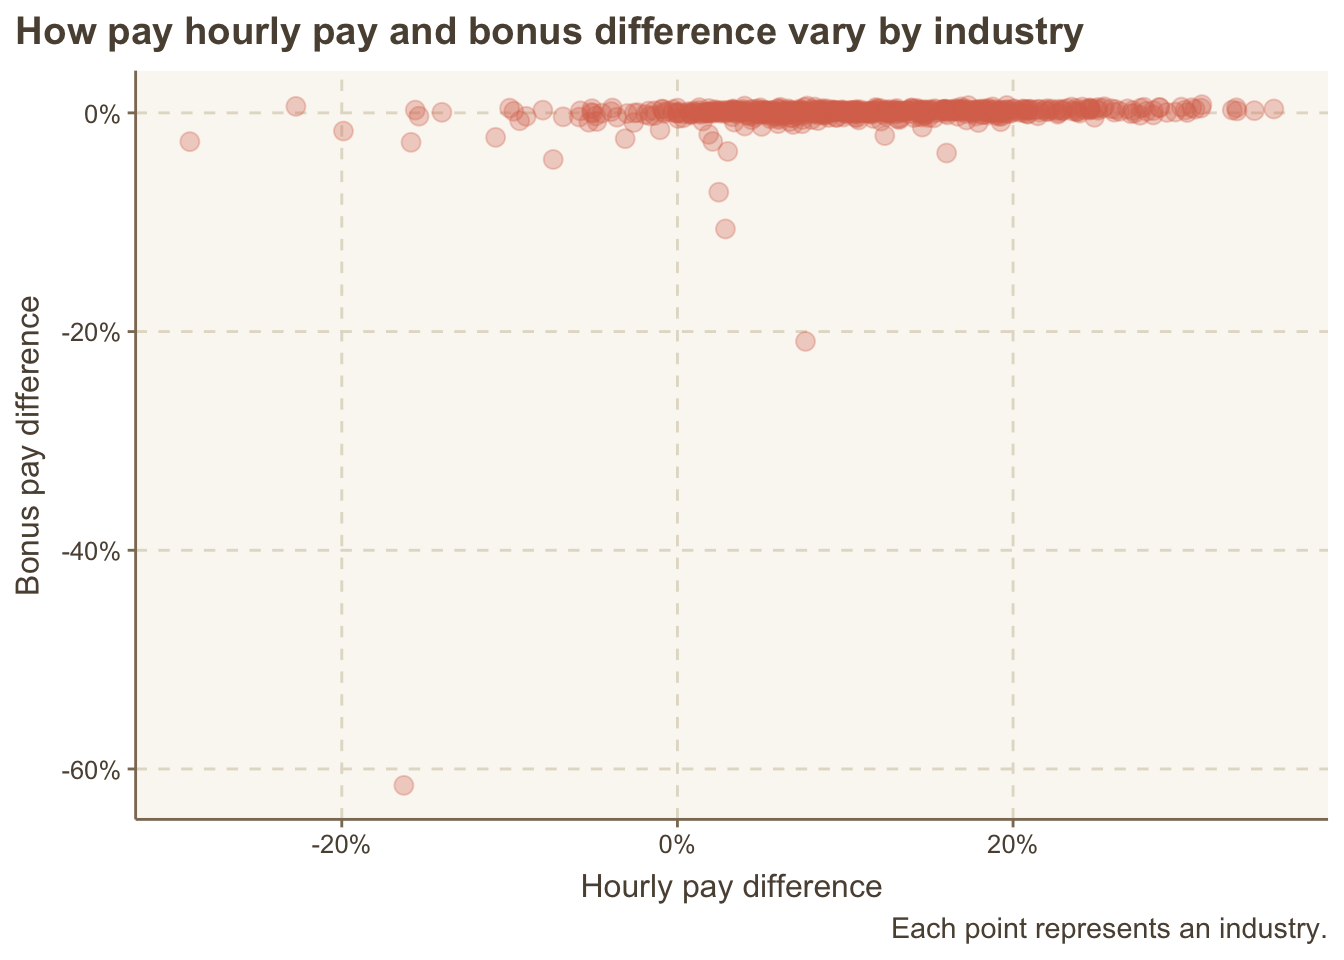 How pay hourly pay and bonus difference vary by industry
0%
-20%
-40%
-60%
Bonus pay difference
-20%
0%
20%
Hourly pay difference
Each point represents an industry.